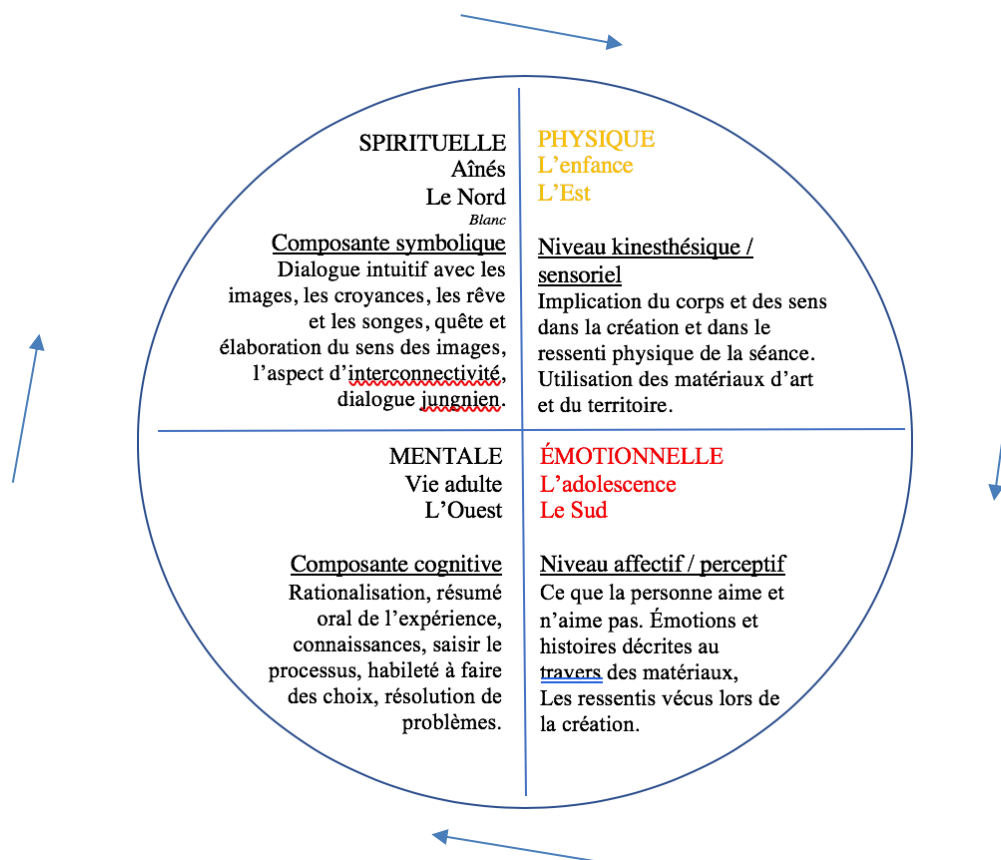 SPIRITUELLE
Aînés
Le Nord
Blanc
Composante symbolique
Dialogue intuitif avec les
images, les croyances, les rêve
et les songes, quête et
élaboration du sens des images,
l’aspect d’interconnectivité,
dialogue jungnien.
PHYSIQUE
L’enfance
L’Est
Niveau kinesthésique /
sensoriel
Implication du corps et des sens
dans la création et dans le
ressenti physique de la séance.
Utilisation des matériaux d’art
et du territoire.
MENTALE
Vie adulte
L’Ouest
Composante cognitive
Rationalisation, résumé
oral de l’expérience,
connaissances, saisir le
processus, habileté à faire
des choix, résolution de
problèmes.
ÉMOTIONNELLE
L’adolescence
Le Sud
Niveau affectif / perceptif
Ce que la personne aime et
n’aime pas. Émotions et
histoires décrites au
travers des matériaux,
Les ressentis vécus lors de
la création.